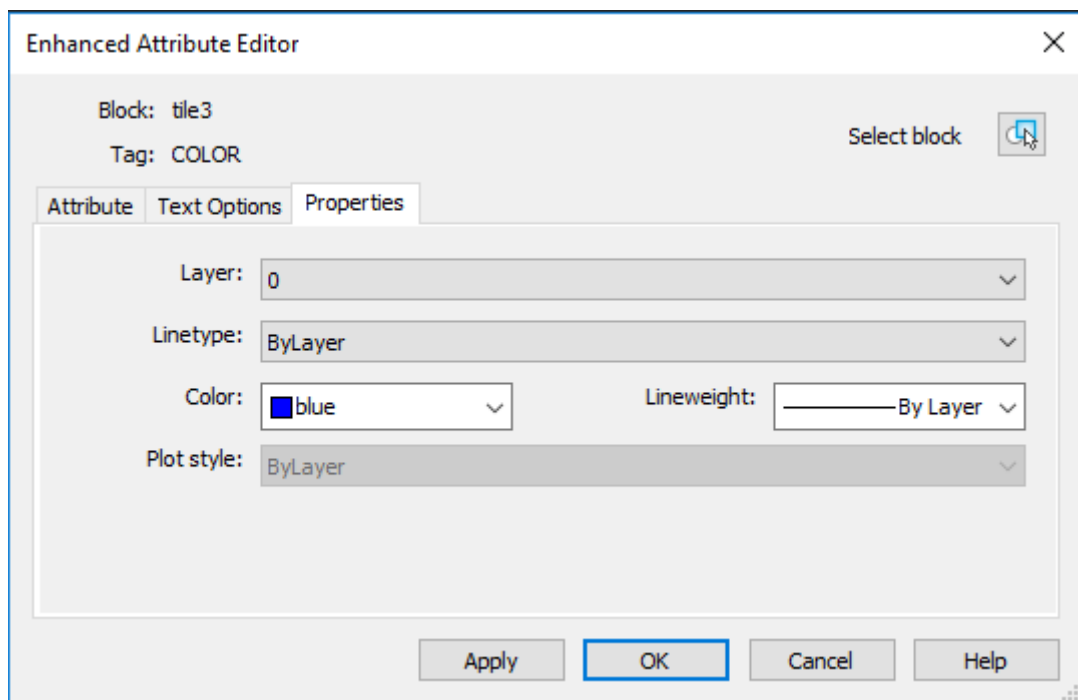 Enhanced Attribute Editor
Block: tile3
Select block
Tag: COLOR
Attribute Text Options Properties
Layer: 0
Linetype: ByLayer
Color: blue Lineweight: By Layer
Plot style: ByLayer
Apply OK Cancel Help